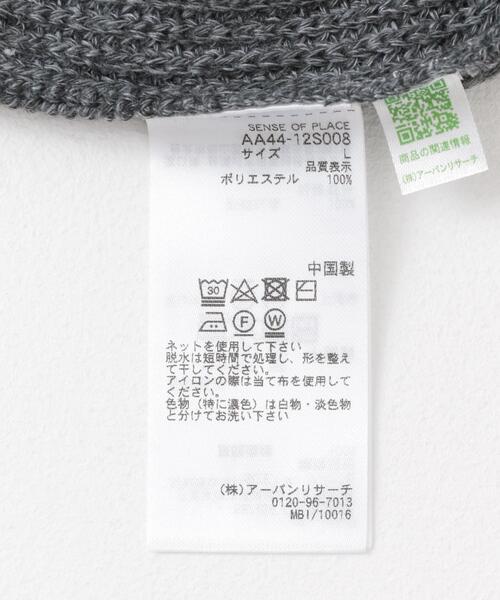 SENSE OF PLACE
AA44-12S008
サイズ L
品質表示
ポリエステル 100%
中国製
30
F W
ネットを使用して下さい
脱水は短時間で処理し、形を整え
て干してください。
アイロンの際は当て布を使用して
ください。
色物（特に濃色）は白物・淡色物
と分けてお洗い下さい
(株)アーバンリサーチ
0120-96-7013
MBI/10016
商品の関連情報
(株)アーバンリサーチ